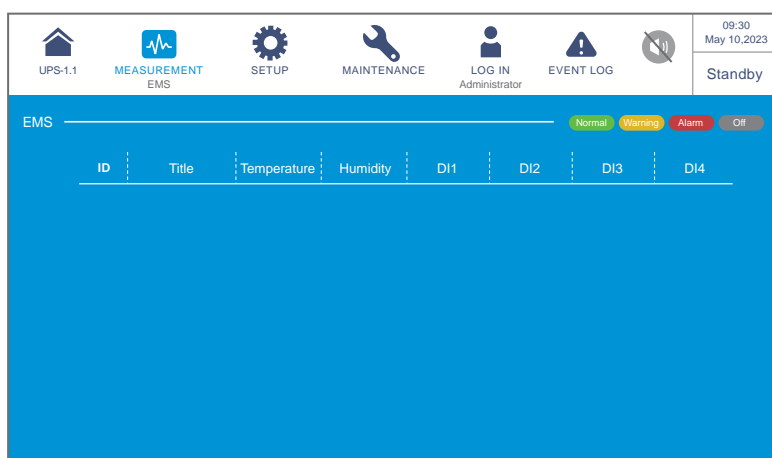 09:30
May 10,2023
UPS-1.1 MEASUREMENT SETUP MAINTENANCE LOG IN EVENT LOG
EMS Administrator
Standby
EMS Normal Warning Alarm Off
ID Title Temperature Humidity DI1 DI2 DI3 DI4